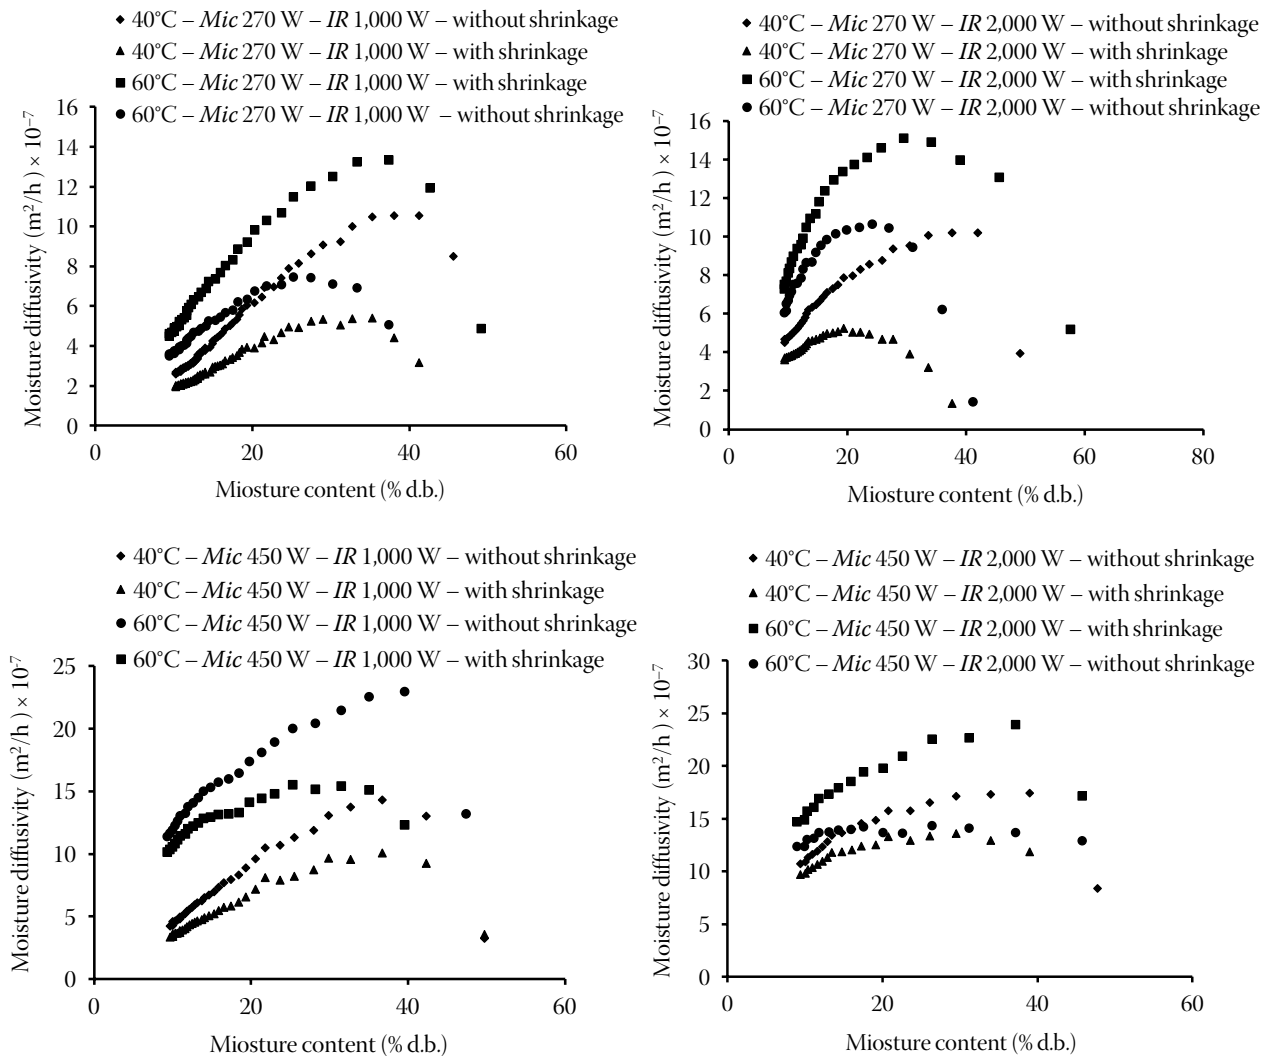 40°C – Mic 270 W – IR 1,000 W – without shrinkage
40°C – Mic 270 W – IR 1,000 W – with shrinkage
60°C – Mic 270 W – IR 1,000 W – with shrinkage
60°C – Mic 270 W – IR 1,000 W – without shrinkage
Moisture diffusivity (m²/h) × 10⁻⁷
16
14
12
10
8
6
4
2
0
0 20 40 60
Miosture content (% d.b.)
40°C – Mic 270 W – IR 2,000 W – without shrinkage
40°C – Mic 270 W – IR 2,000 W – with shrinkage
60°C – Mic 270 W – IR 2,000 W – with shrinkage
60°C – Mic 270 W – IR 2,000 W – without shrinkage
Moisture diffusivity (m²/h) × 10⁻⁷
16
14
12
10
8
6
4
2
0
0 20 40 60 80
Miosture content (% d.b.)
40°C – Mic 450 W – IR 1,000 W – without shrinkage
40°C – Mic 450 W – IR 1,000 W – with shrinkage
60°C – Mic 450 W – IR 1,000 W – without shrinkage
60°C – Mic 450 W – IR 1,000 W – with shrinkage
Moisture diffusivity (m²/h ) × 10⁻⁷
25
20
15
10
5
0
0 20 40 60
Miosture content (% d.b.)
40°C – Mic 450 W – IR 2,000 W – without shrinkage
40°C – Mic 450 W – IR 2,000 W – with shrinkage
60°C – Mic 450 W – IR 2,000 W – with shrinkage
60°C – Mic 450 W – IR 2,000 W – without shrinkage
Moisture diffusivity (m²/h ) × 10⁻⁷
30
25
20
15
10
5
0
0 20 40 60
Miosture content (% d.b.)